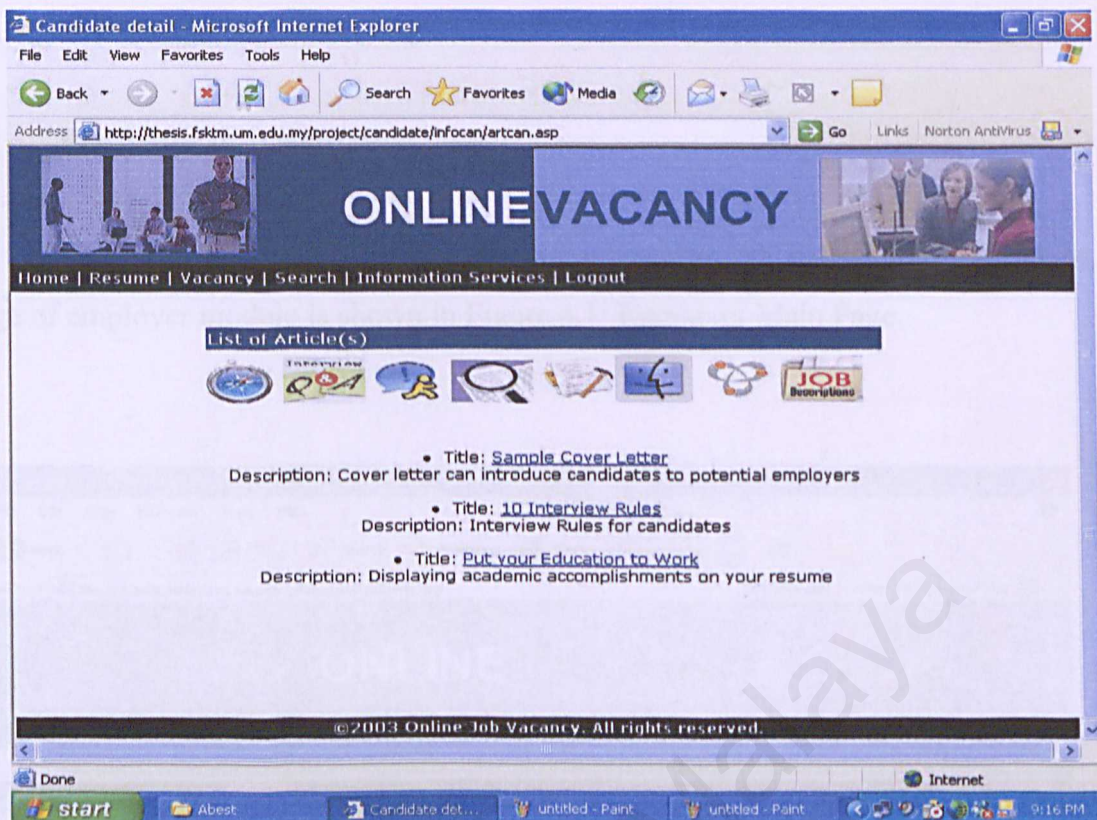 Candidate detail - Microsoft Internet Explorer
File Edit View Favorites Tools Help
Back Search Favorites Media
Address http://thesis.fsktm.um.edu.my/project/candidate/infocan/artcan.asp Go Links Norton AntiVirus
ONLINE VACANCY
Home | Resume | Vacancy | Search | Information Services | Logout
List of Article(s)
Interview
Q&A
JOB
Descriptions
• Title: Sample Cover Letter
Description: Cover letter can introduce candidates to potential employers
• Title: 10 Interview Rules
Description: Interview Rules for candidates
• Title: Put your Education to Work
Description: Displaying academic accomplishments on your resume
©2003 Online Job Vacancy. All rights reserved.
Done Internet
start Abest Candidate det... untitled - Paint untitled - Paint 9:16 PM
Malaya